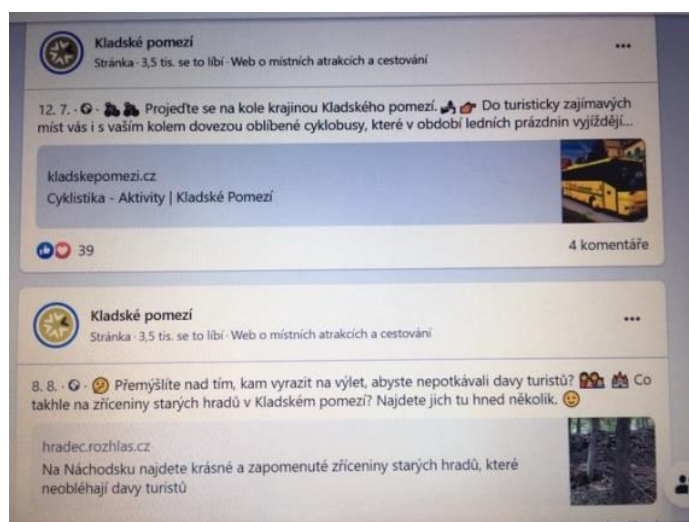 Kladské pomezí
Stránka · 3,5 tis. se to líbí · Web o místních atrakcích a cestování
12. 7. · Projeďte se na kole krajinou Kladského pomezí. Do turisticky zajímavých
míst vás i s vaším kolem dovezou oblíbené cyklobusy, které v období ledních prázdnin vyjíždějí...
kladskepomezi.cz
Cyklistika - Aktivity | Kladské Pomezí
39
4 komentáře
Kladské pomezí
Stránka · 3,5 tis. se to líbí · Web o místních atrakcích a cestování
8. 8. · Přemýšlíte nad tím, kam vyrazit na výlet, abyste nepotkávali davy turistů? Co
takhle na zříceniny starých hradů v Kladském pomezí? Najdete jich tu hned několik.
hradec.rozhlas.cz
Na Náchodsku najdete krásné a zapomenuté zříceniny starých hradů, které
neobléhají davy turistů